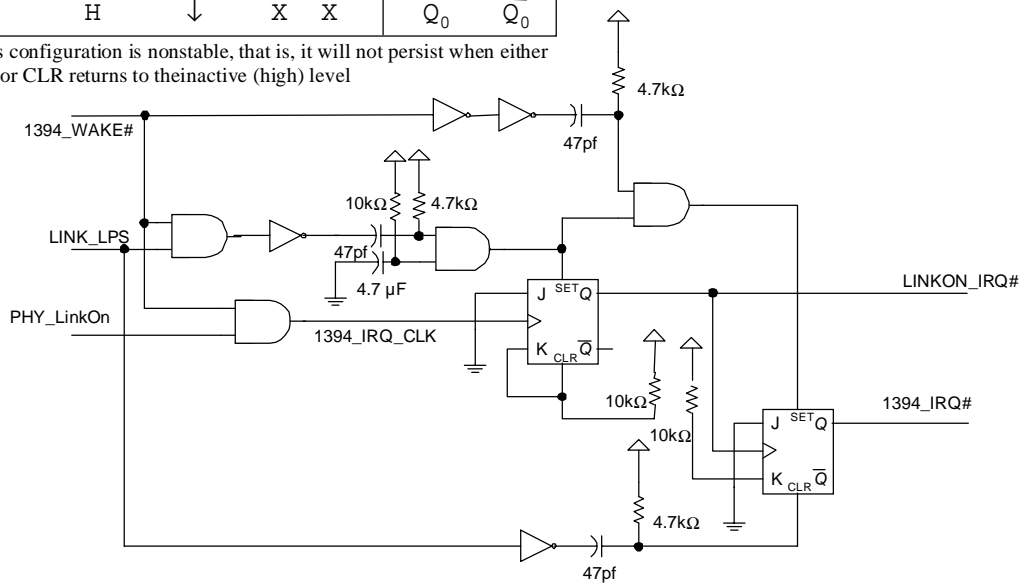 H ↓ X X Q0 Q̅0
s configuration is nonstable, that is, it will not persist when either
or CLR returns to theinactive (high) level
4.7kΩ
1394_WAKE#
47pf
10kΩ 4.7kΩ
LINK_LPS
47pf
4.7 µF
J SET Q
LINKON_IRQ#
PHY_LinkOn
1394_IRQ_CLK
K CLR Q̅
10kΩ
10kΩ
1394_IRQ#
J SET Q
K CLR Q̅
4.7kΩ
47pf